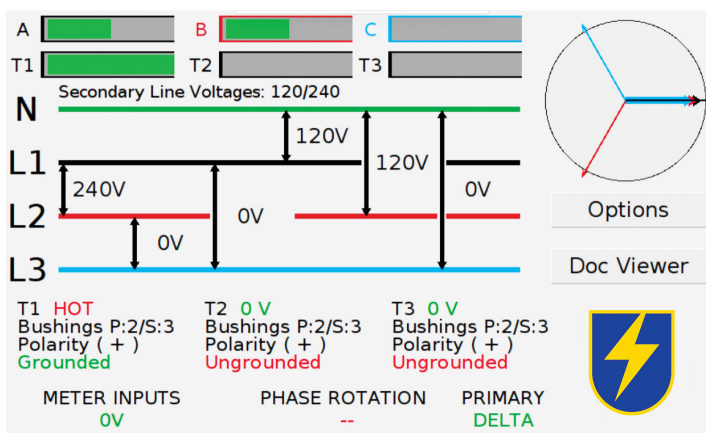 A B C
T1 T2 T3
Secondary Line Voltages: 120/240
N
120V
L1
240V 120V 0V
L2
0V 0V
L3
Options
Doc Viewer
T1 HOT T2 0 V T3 0 V
Bushings P:2/S:3 Bushings P:2/S:3 Bushings P:2/S:3
Polarity ( + ) Polarity ( + ) Polarity ( + )
Grounded Ungrounded Ungrounded
METER INPUTS PHASE ROTATION PRIMARY
0V -- DELTA